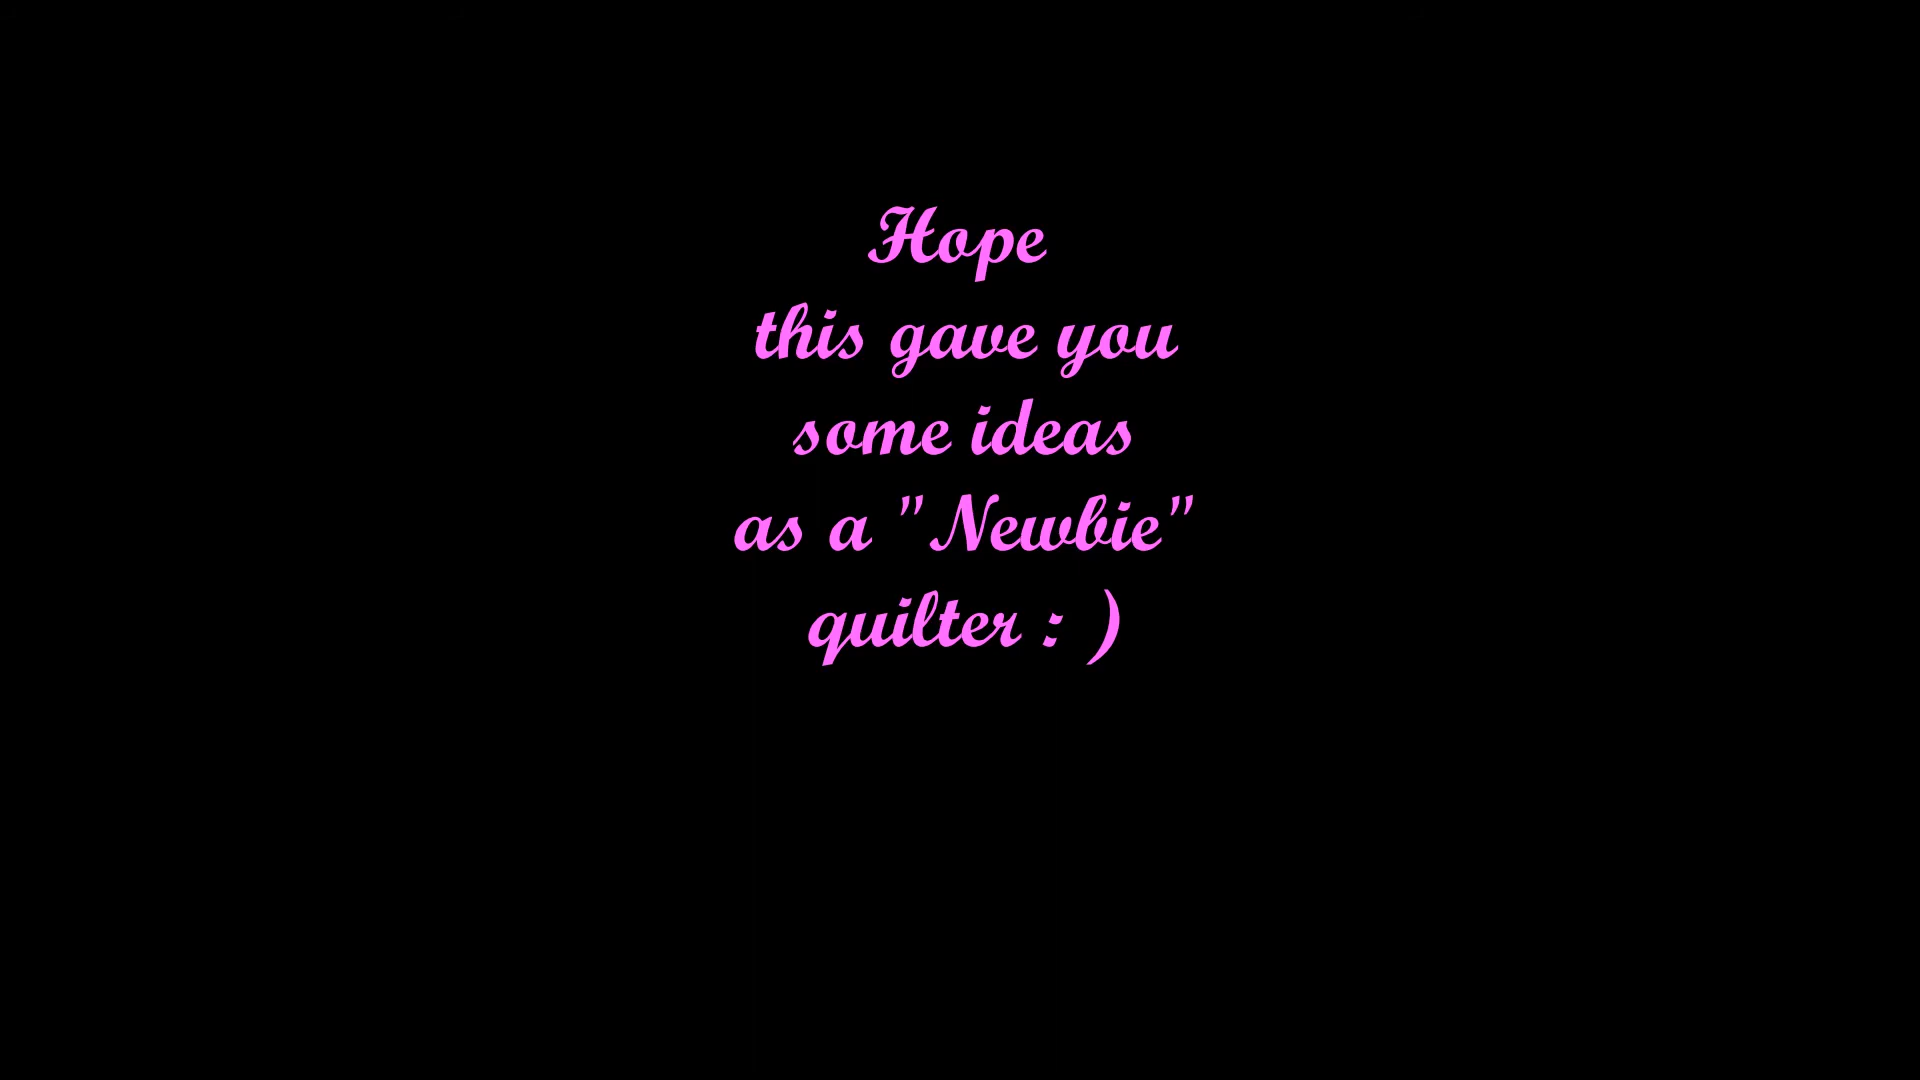 Hope
this gave you
some ideas
as a "Newbie"
quilter : )